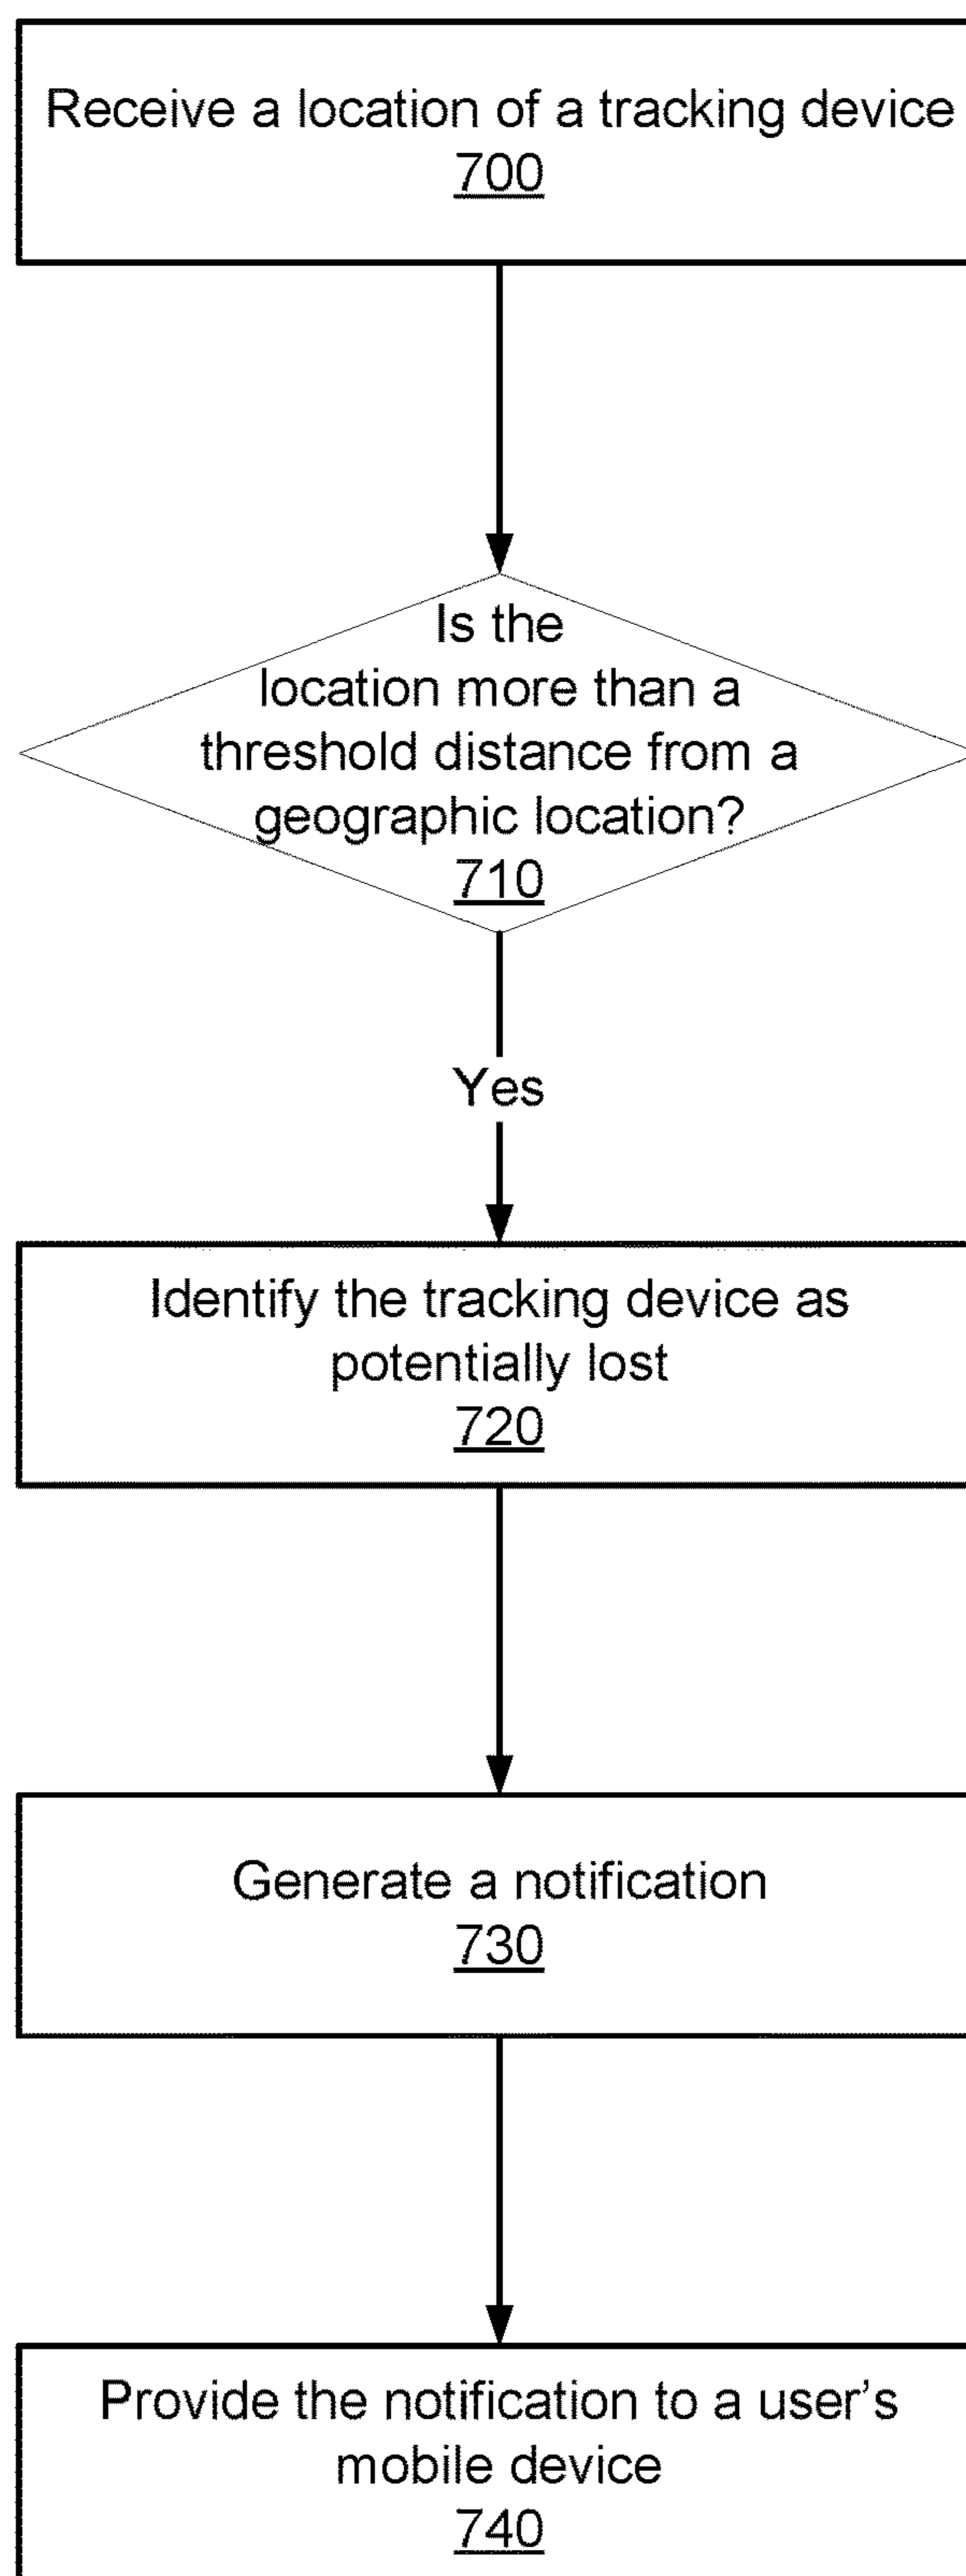 Receive a location of a tracking device
700
Is the
location more than a
threshold distance from a
geographic location?
710
Yes
Identify the tracking device as
potentially lost
720
Generate a notification
730
Provide the notification to a user’s
mobile device
740